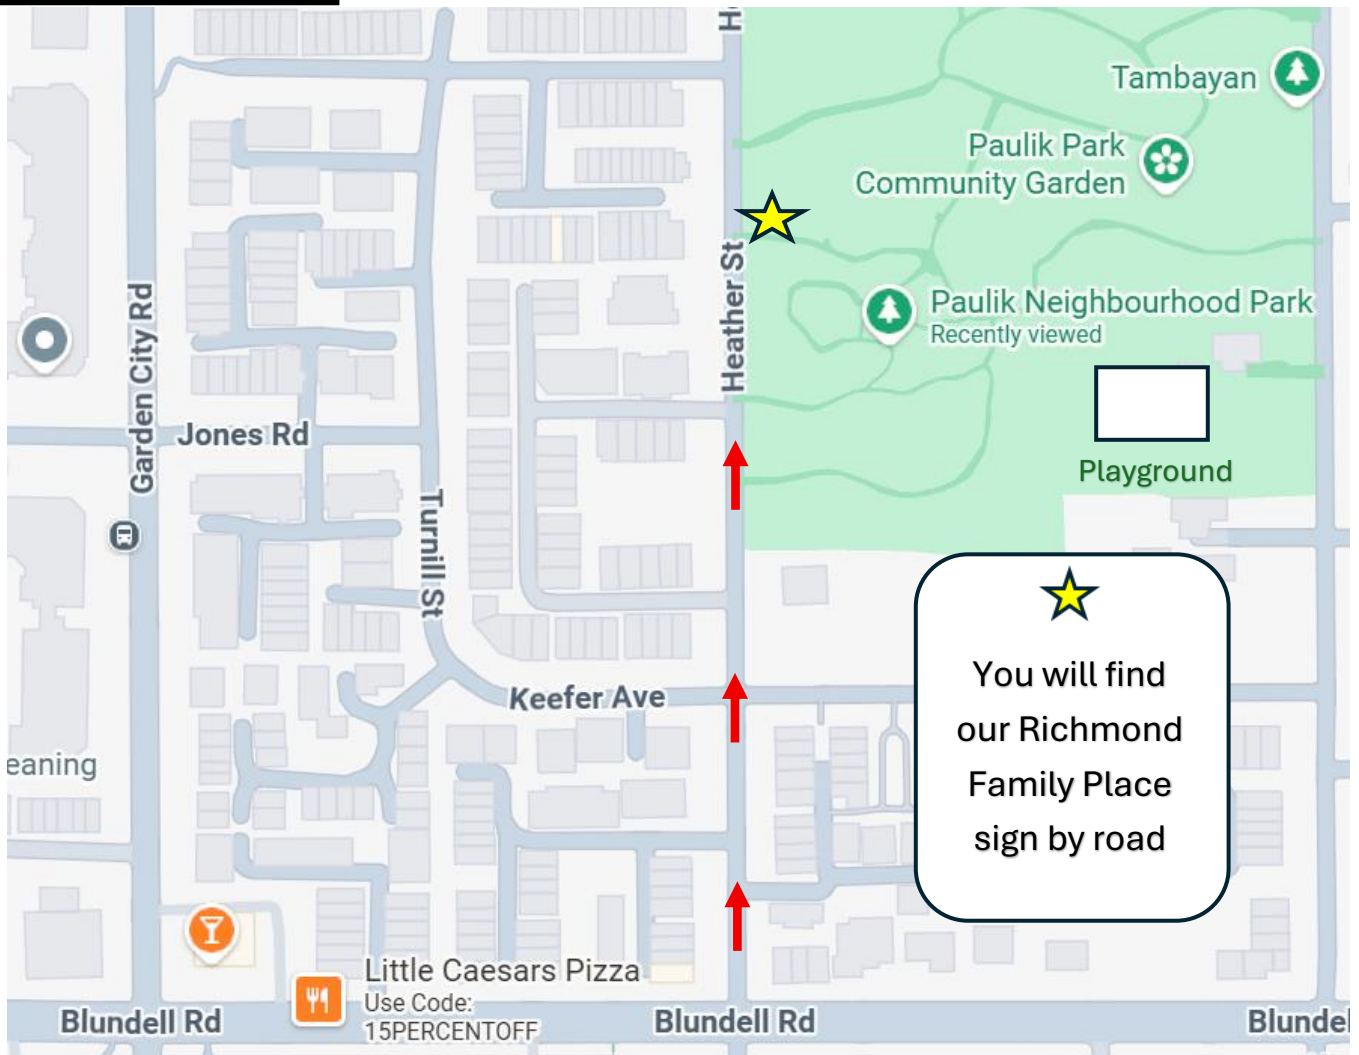 He
Tambayan
Paulik Park
Community Garden
Heather St
Paulik Neighbourhood Park
Recently viewed
Garden City Rd
Jones Rd
Playground
Turnill St
Keefer Ave
You will find
our Richmond
Family Place
sign by road
eaning
Little Caesars Pizza
Use Code:
15PERCENTOFF
Blundell Rd
Blundell Rd
Blundel